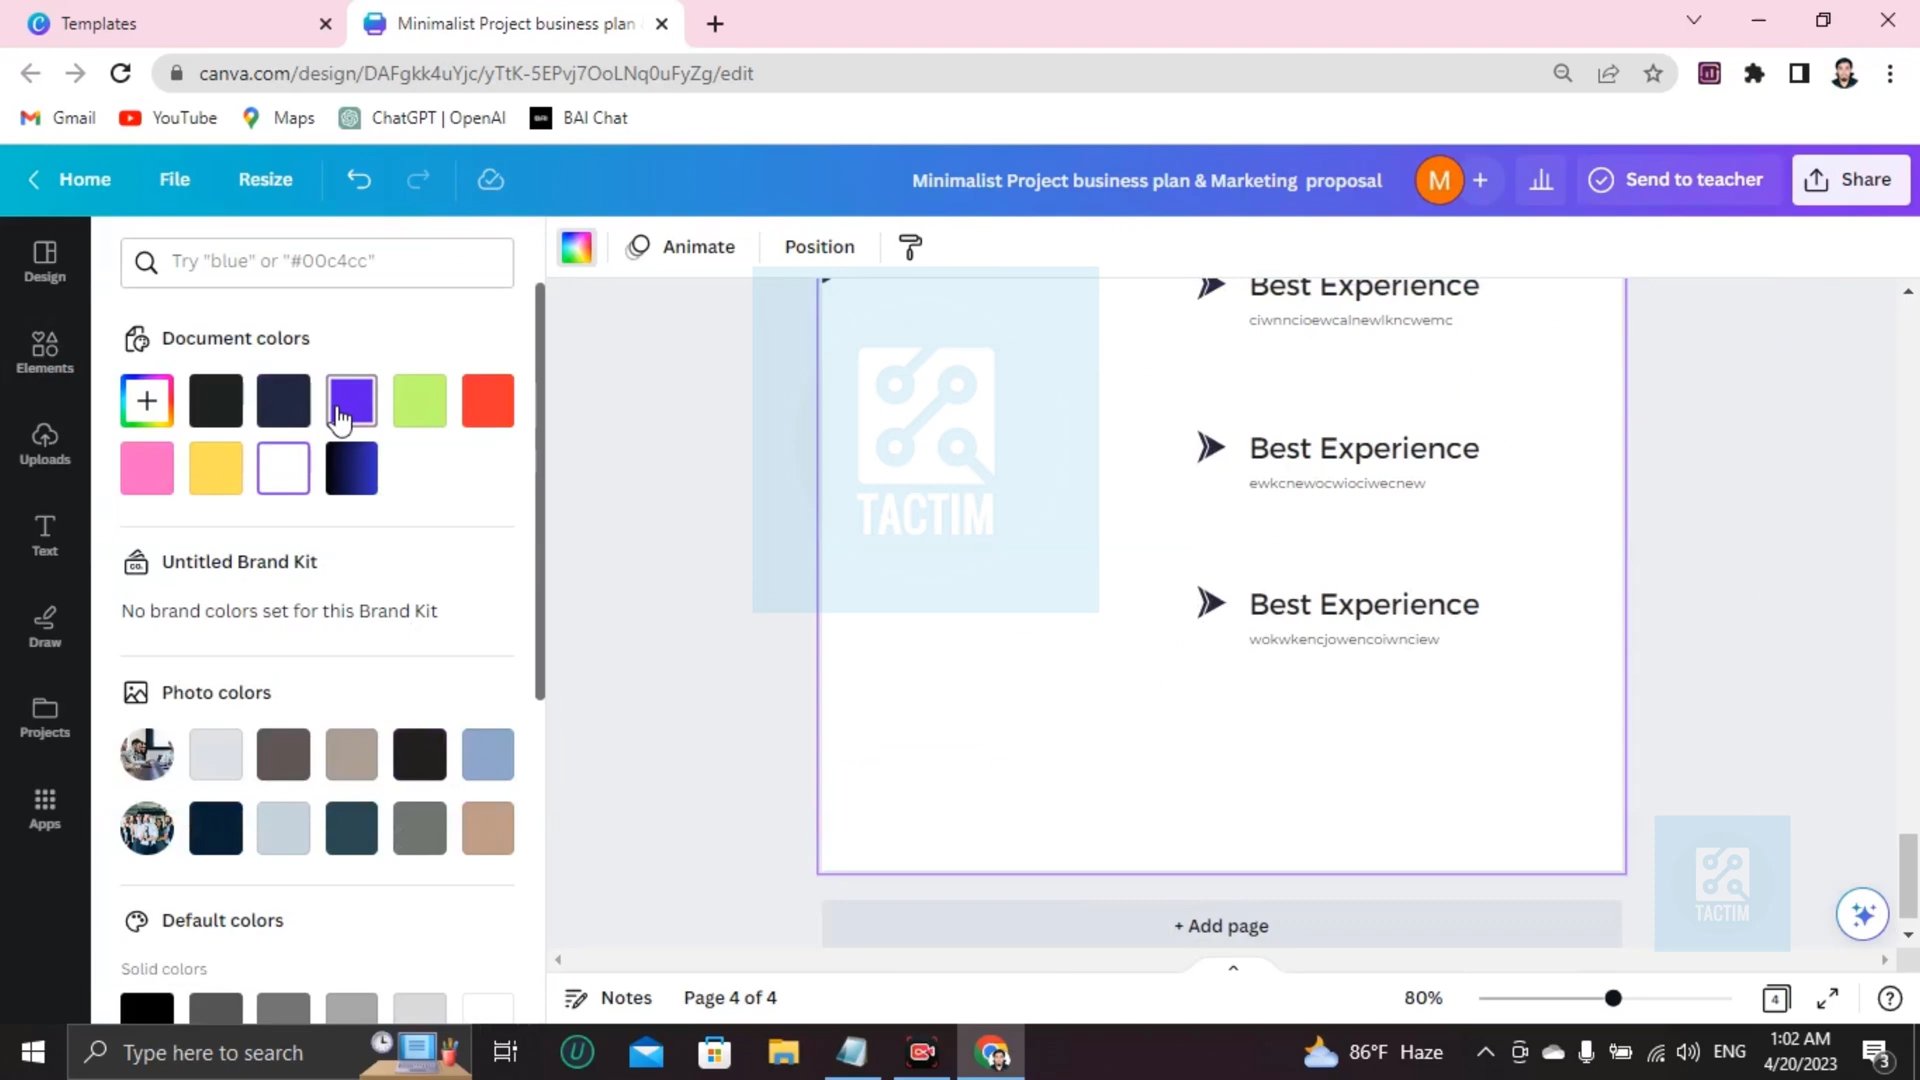 Templates
Minimalist Project business plan
canva.com/design/DAFgkk4uYjc/yTtK-5EPvj7OoLNq0uFyZg/edit
Gmail
YouTube
Maps
ChatGPT | OpenAI
BAI Chat
Home
File
Resize
Minimalist Project business plan & Marketing proposal
M
Send to teacher
Share
Design
Elements
Uploads
Text
Draw
Projects
Apps
Try "blue" or "#00c4cc"
Document colors
Untitled Brand Kit
No brand colors set for this Brand Kit
Photo colors
Default colors
Solid colors
Animate
Position
TACTIM
Best Experience
ciwnncioewcalnewlkncwemc
Best Experience
ewkcnewocwiociwecnew
Best Experience
wokwkencjowencoiwnciew
+ Add page
TACTIM
Notes
Page 4 of 4
80%
4
Type here to search
86°F Haze
ENG
1:02 AM
4/20/2023
3